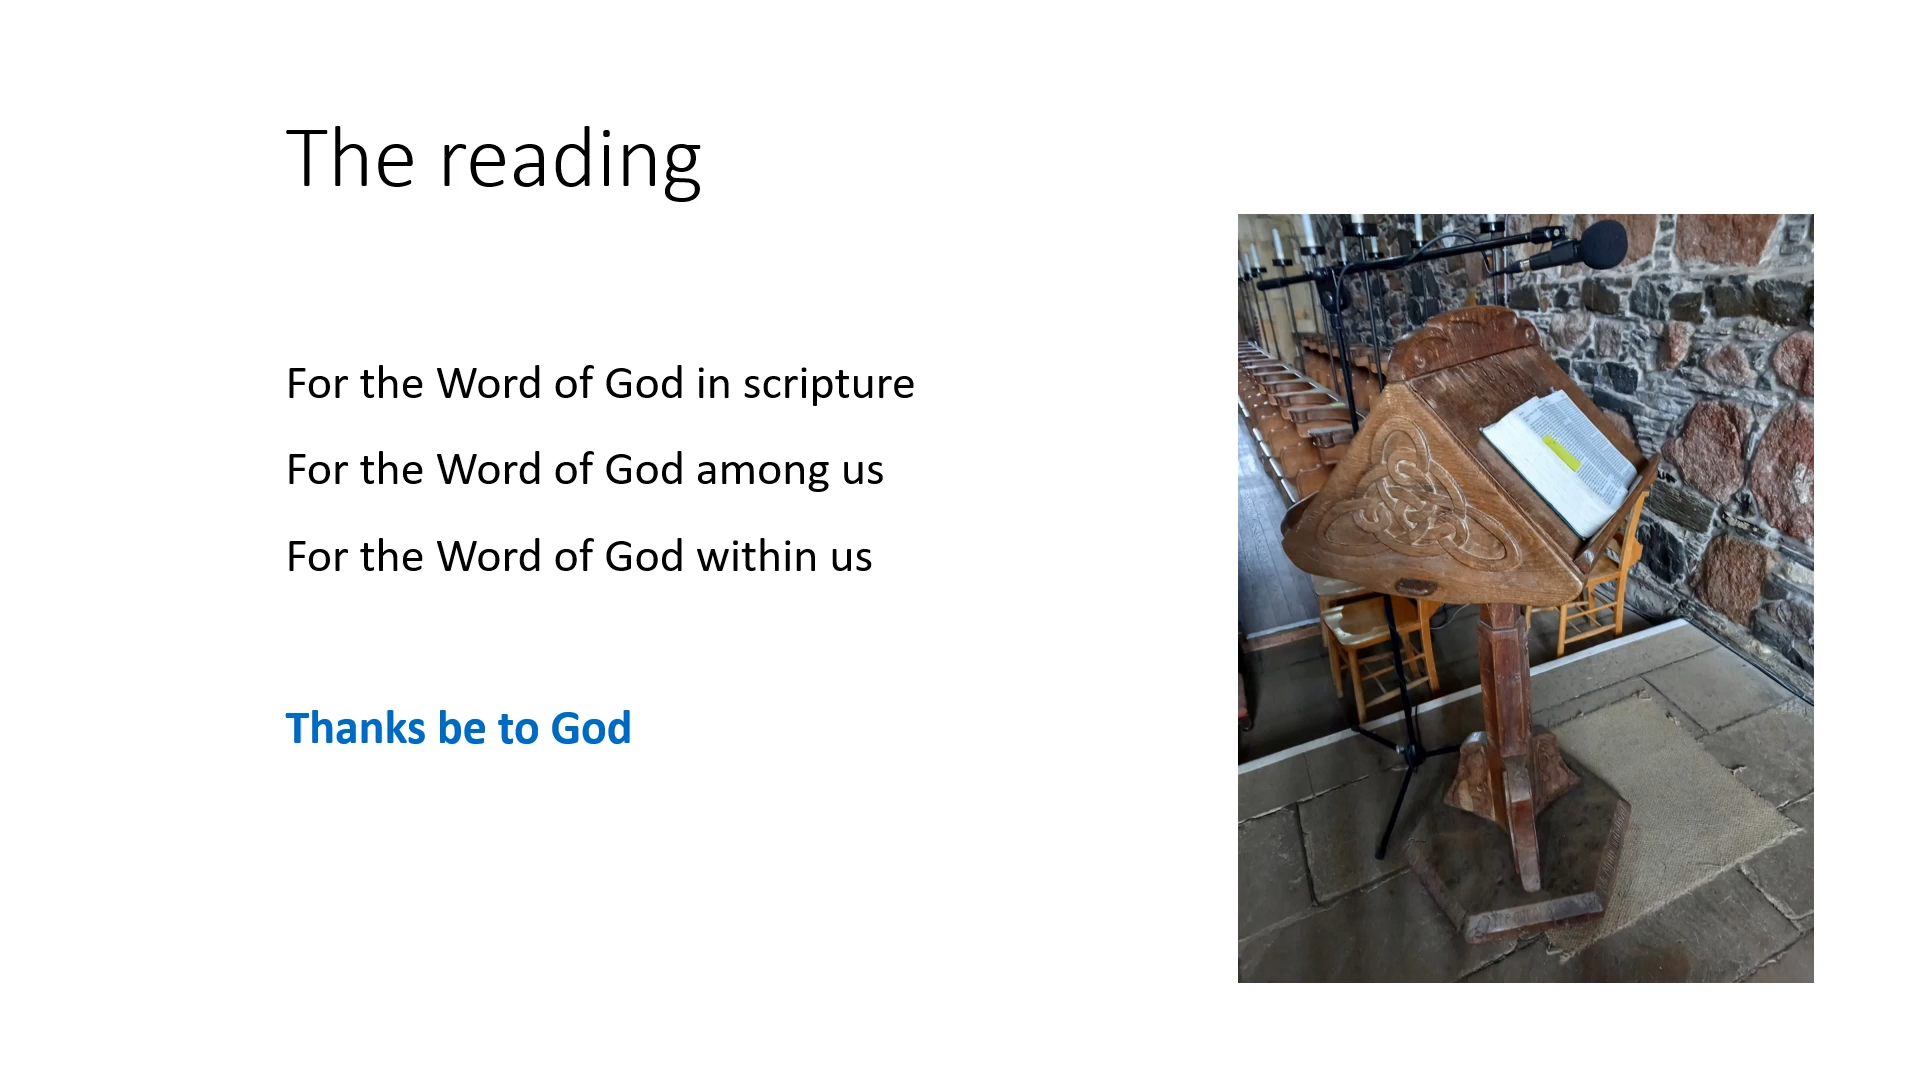 The reading
For the Word of God in scripture
For the Word of God among us
For the Word of God within us
Thanks be to God